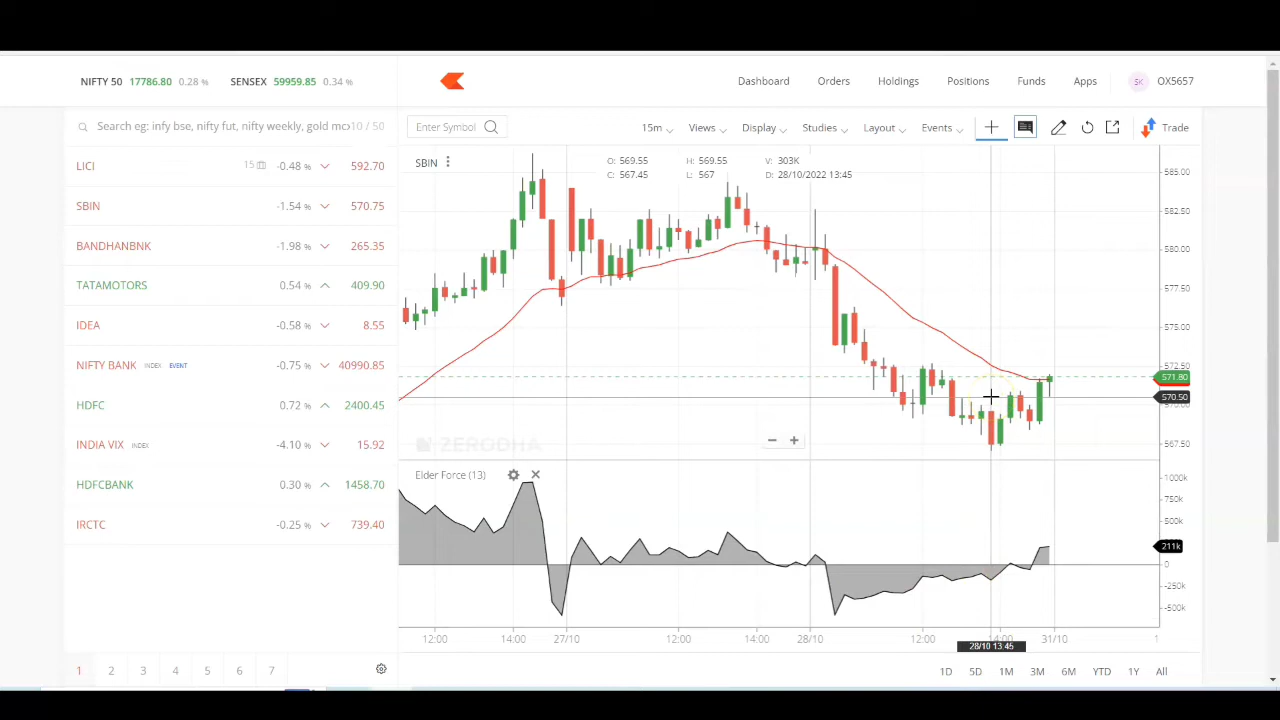 NIFTY 50 17786.80 0.28 % SENSEX 59959.85 0.34 %
Dashboard Orders Holdings Positions Funds Apps SK OX5657
Search eg: infy bse, nifty fut, nifty weekly, gold mcx 10 / 50
Enter Symbol 15m Views Display Studies Layout Events Trade
LICI 15 -0.48 % 592.70
SBIN -1.54 % 570.75
BANDHANBNK -1.98 % 265.35
TATAMOTORS 0.54 % 409.90
IDEA -0.58 % 8.55
NIFTY BANK INDEX EVENT -0.75 % 40990.85
HDFC 0.72 % 2400.45
INDIA VIX INDEX -4.10 % 15.92
HDFCBANK 0.30 % 1458.70
IRCTC -0.25 % 739.40
1 2 3 4 5 6 7
SBIN
O: 569.55 H: 569.55 V: 303K
C: 567.45 L: 567 D: 28/10/2022 13:45
585.00
582.50
580.00
577.50
575.00
572.50
571.80
570.50
570.00
567.50
ZERODHA
Elder Force (13)
1000k
750k
500k
211k
0
-250k
-500k
12:00 14:00 27/10 12:00 14:00 28/10 12:00 14:00 31/10 1
28/10 13:45
1D 5D 1M 3M 6M YTD 1Y All